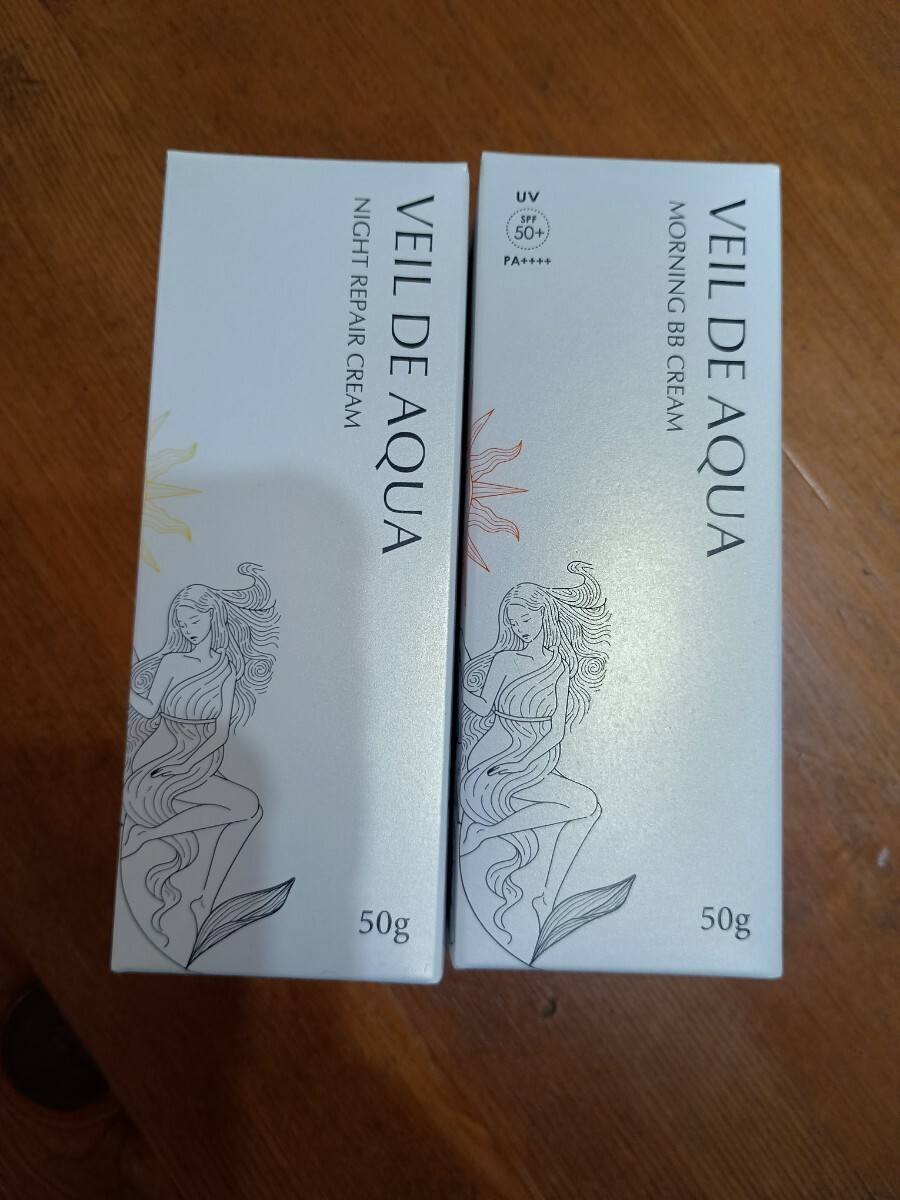 VEIL DE AQUA
NIGHT REPAIR CREAM
50g
UV
SPF
50+
PA++++
VEIL DE AQUA
MORNING BB CREAM
50g